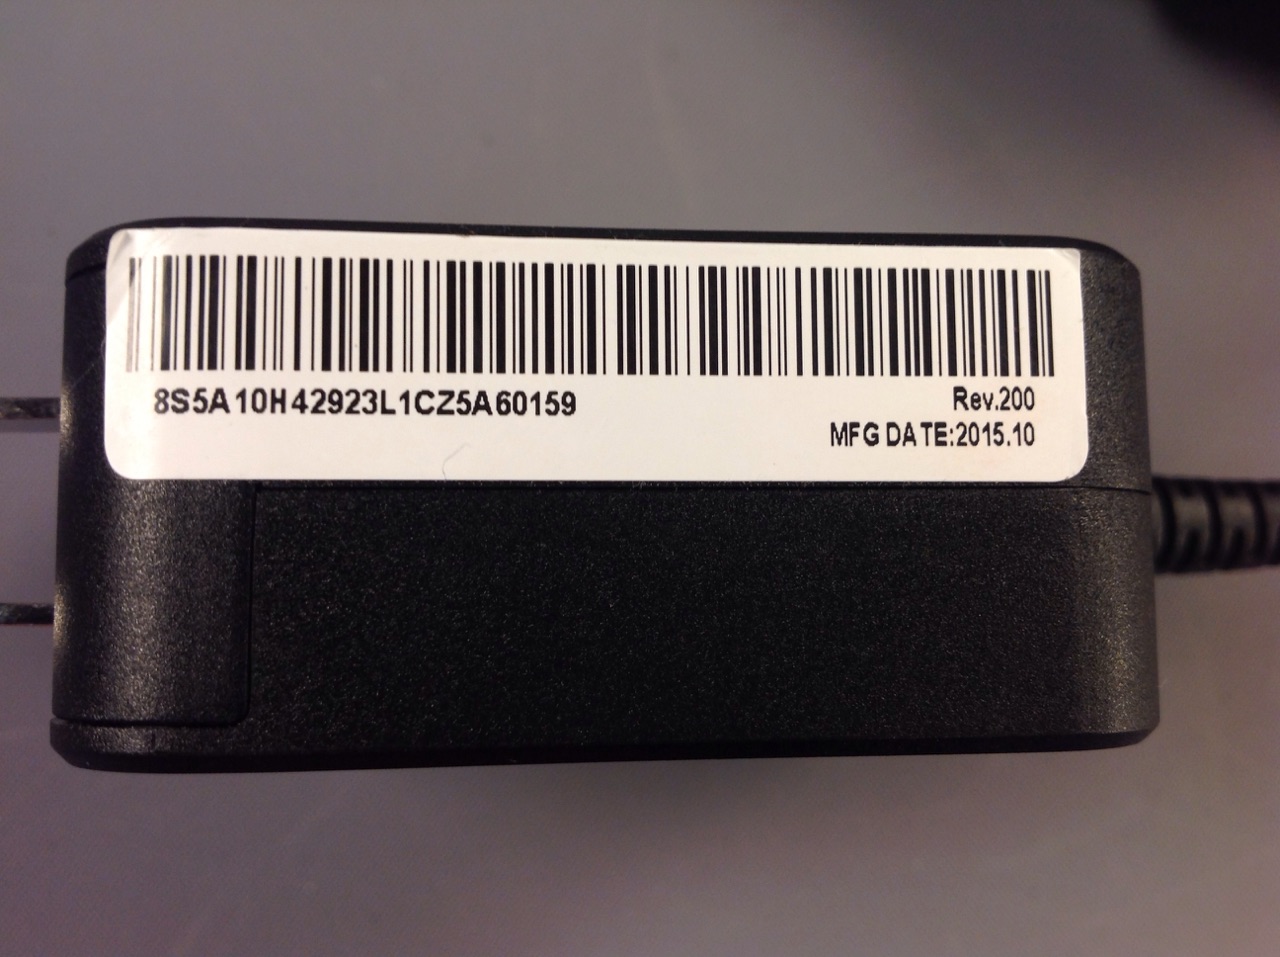 8S5A10H42923L1CZ5A60159
Rev.200
MFG DATE:2015.10